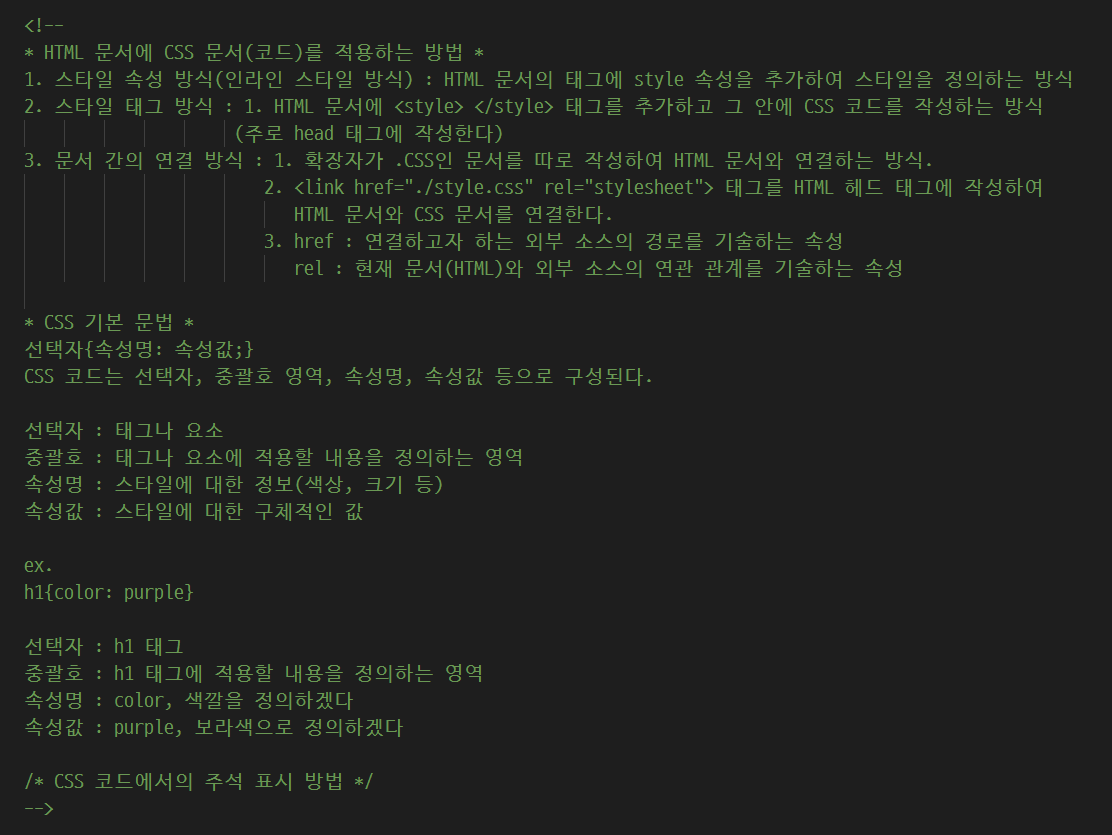 <!--
* HTML 문서에 CSS 문서(코드)를 적용하는 방법 *
1. 스타일 속성 방식(인라인 스타일 방식) : HTML 문서의 태그에 style 속성을 추가하여 스타일을 정의하는 방식
2. 스타일 태그 방식 : 1. HTML 문서에 <style> </style> 태그를 추가하고 그 안에 CSS 코드를 작성하는 방식
(주로 head 태그에 작성한다)
3. 문서 간의 연결 방식 : 1. 확장자가 .CSS인 문서를 따로 작성하여 HTML 문서와 연결하는 방식.
2. <link href="./style.css" rel="stylesheet"> 태그를 HTML 헤드 태그에 작성하여
HTML 문서와 CSS 문서를 연결한다.
3. href : 연결하고자 하는 외부 소스의 경로를 기술하는 속성
rel : 현재 문서(HTML)와 외부 소스의 연관 관계를 기술하는 속성
* CSS 기본 문법 *
선택자{속성명: 속성값;}
CSS 코드는 선택자, 중괄호 영역, 속성명, 속성값 등으로 구성된다.
선택자 : 태그나 요소
중괄호 : 태그나 요소에 적용할 내용을 정의하는 영역
속성명 : 스타일에 대한 정보(색상, 크기 등)
속성값 : 스타일에 대한 구체적인 값
ex.
h1{color: purple}
선택자 : h1 태그
중괄호 : h1 태그에 적용할 내용을 정의하는 영역
속성명 : color, 색깔을 정의하겠다
속성값 : purple, 보라색으로 정의하겠다
/* CSS 코드에서의 주석 표시 방법 */
-->